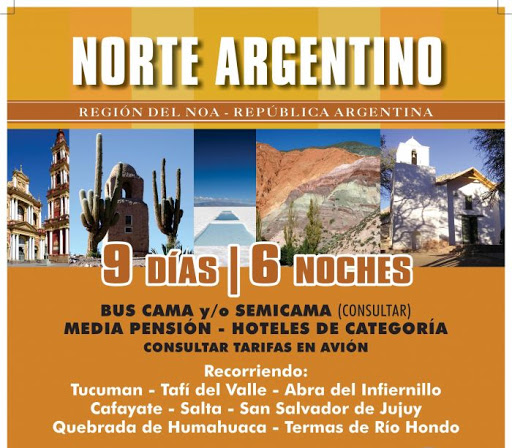 NORTE ARGENTINO
REGIÓN DEL NOA - REPÚBLICA ARGENTINA
9 DÍAS | 6 NOCHES
BUS CAMA y/o SEMICAMA (CONSULTAR)
MEDIA PENSIÓN - HOTELES DE CATEGORÍA
CONSULTAR TARIFAS EN AVIÓN
Recorriendo:
Tucuman - Tafí del Valle - Abra del Infiernillo
Cafayate - Salta - San Salvador de Jujuy
Quebrada de Humahuaca - Termas de Río Hondo